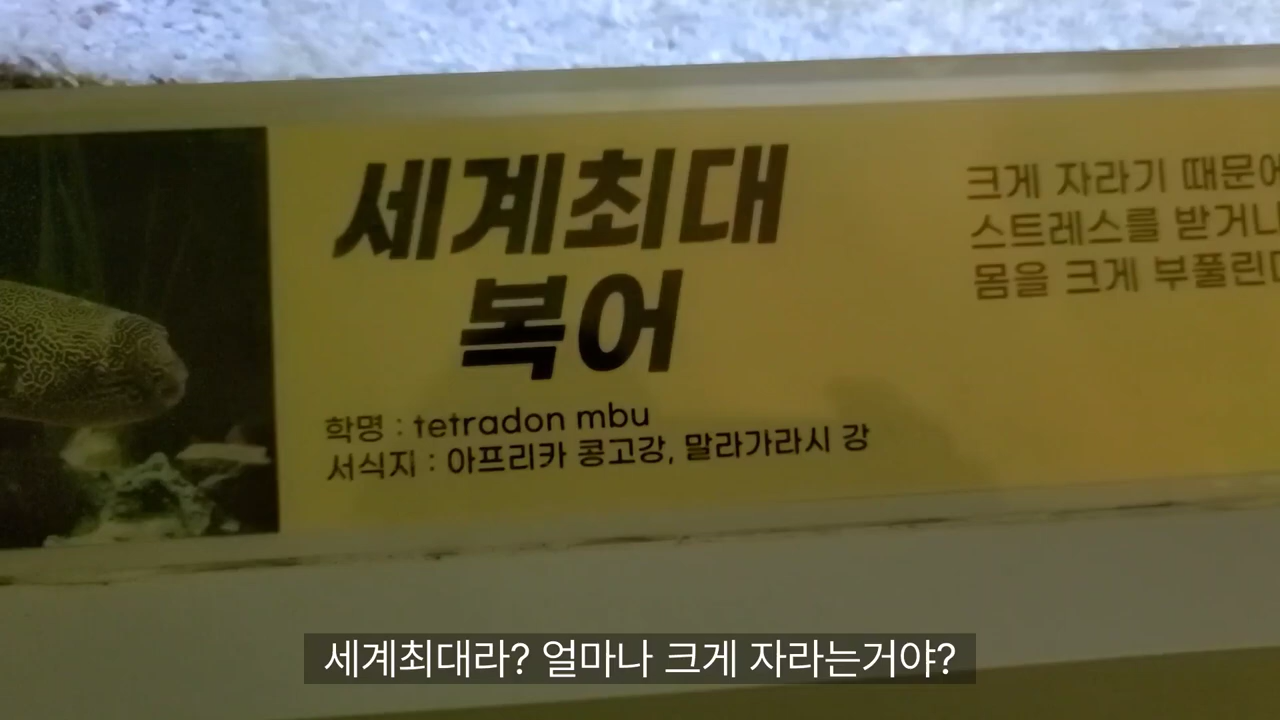 세계최대
복어
학명 : tetradon mbu
서식지 : 아프리카 콩고강, 말라가라시 강
크게 자라기 때문에
스트레스를 받거나
몸을 크게 부풀린다
세계최대라? 얼마나 크게 자라는거야?